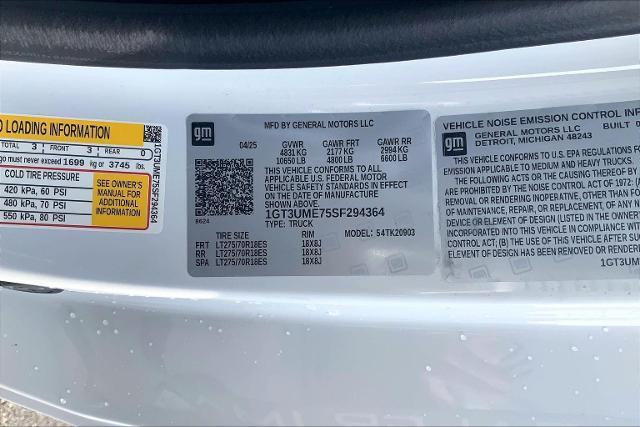 D LOADING INFORMATION
TOTAL 3 FRONT 3 REAR 0
go must never exceed 1699 kg or 3745 lbs.
COLD TIRE PRESSURE
420 kPa, 60 PSI
480 kPa, 70 PSI
550 kPa, 80 PSI
SEE OWNER'S
MANUAL FOR
ADDITIONAL
INFORMATION
1GT3UME75SF294364
gm
MFD BY GENERAL MOTORS LLC
04/25 GVWR GAWR FRT GAWR RR
4831 KG 2177 KG 2994 KG
10650 LB 4800 LB 6600 LB
THIS VEHICLE CONFORMS TO ALL
APPLICABLE U.S. FEDERAL MOTOR
VEHICLE SAFETY STANDARDS IN EFFECT
ON THE DATE OF MANUFACTURE
SHOWN ABOVE.
1GT3UME75SF294364
TYPE: TRUCK
8624
TIRE SIZE RIM MODEL: 54TK20903
FRT LT275/70R18ES 18X8J
RR LT275/70R18ES 18X8J
SPA LT275/70R18ES 18X8J
VEHICLE NOISE EMISSION CONTROL INF
gm
GENERAL MOTORS LLC BUILT 0
DETROIT, MICHIGAN 48243
THIS VEHICLE CONFORMS TO U.S. EPA REGULATIONS FO
EMISSION APPLICABLE TO MEDIUM AND HEAVY TRUCKS.
THE FOLLOWING ACTS OR THE CAUSING THEREOF BY
PROHIBITED BY THE NOISE CONTROL ACT OF 1972: (A
REMOVAL OR RENDERING INOPERATIVE, OTHER THAN
OF MAINTENANCE, REPAIR, OR REPLACEMENT, OF AN
OR ELEMENT OF DESIGN (LISTED IN THE OWNER
INTO THIS VEHICLE IN COMPLIANCE WITH
CONTROL ACT; (B) THE USE OF THIS VEHICLE AFTER SU
ELEMENT OF DESIGN HAS BEEN REMOVED OR RENDERE
1GT3UM